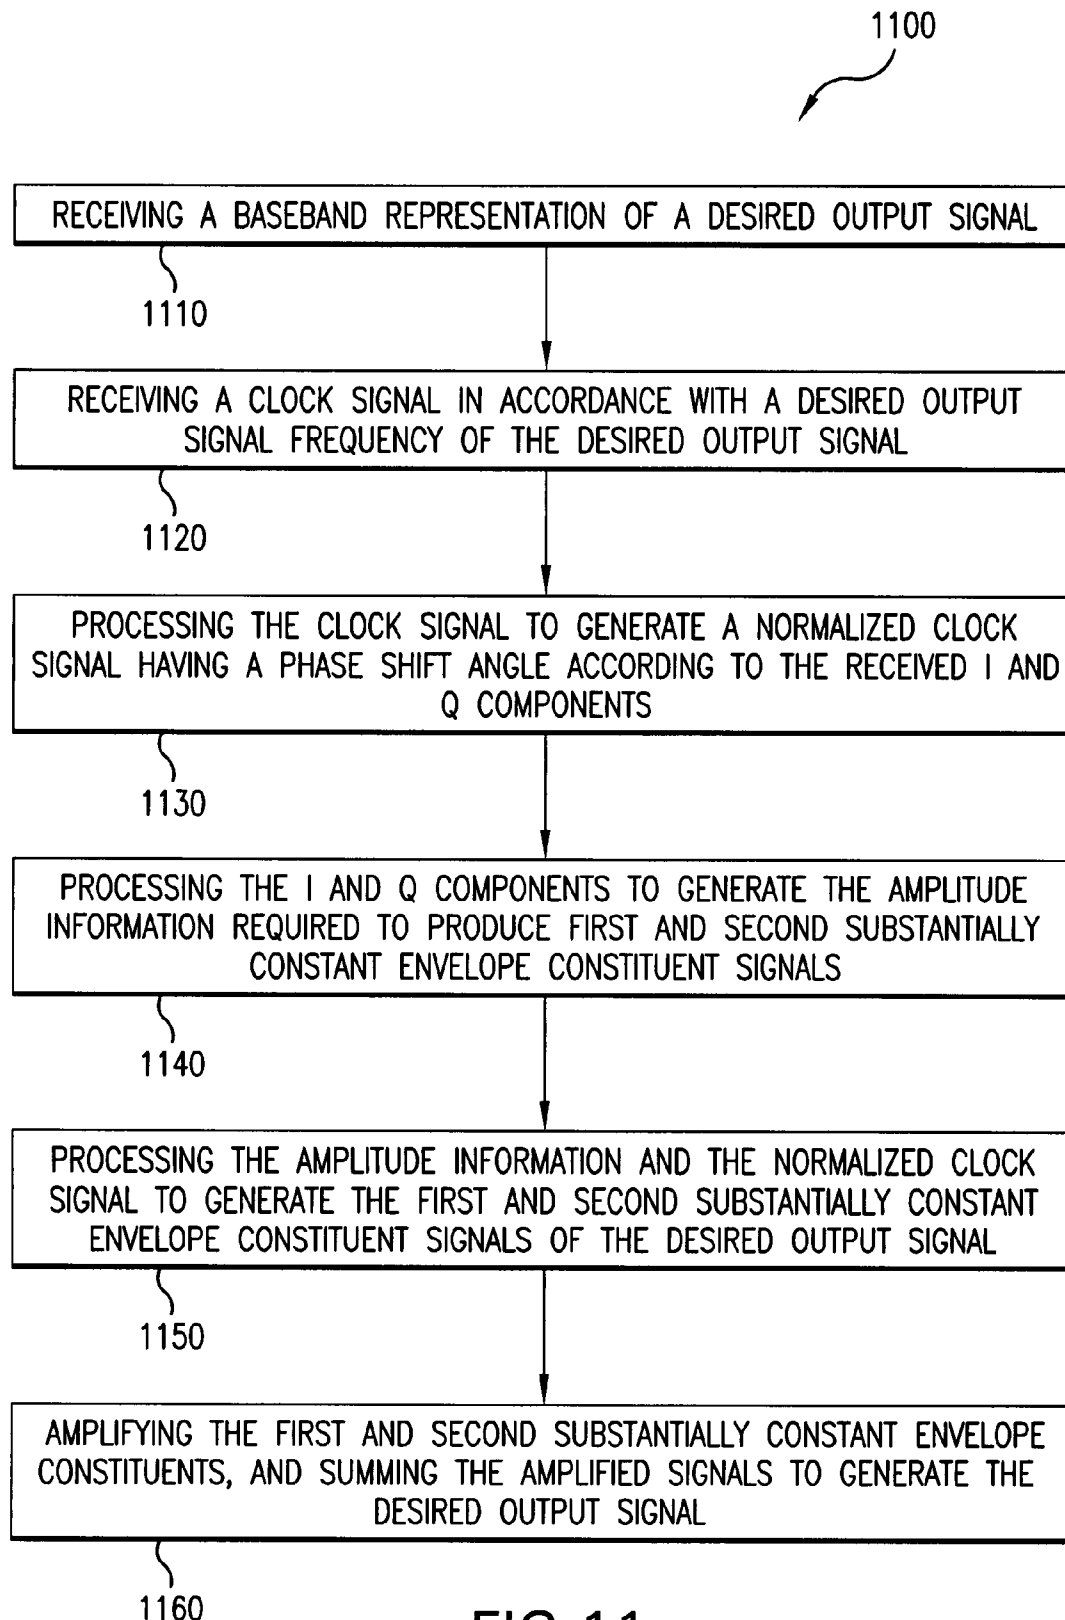 1100
RECEIVING A BASEBAND REPRESENTATION OF A DESIRED OUTPUT SIGNAL
1110
RECEIVING A CLOCK SIGNAL IN ACCORDANCE WITH A DESIRED OUTPUT
SIGNAL FREQUENCY OF THE DESIRED OUTPUT SIGNAL
1120
PROCESSING THE CLOCK SIGNAL TO GENERATE A NORMALIZED CLOCK
SIGNAL HAVING A PHASE SHIFT ANGLE ACCORDING TO THE RECEIVED I AND
Q COMPONENTS
1130
PROCESSING THE I AND Q COMPONENTS TO GENERATE THE AMPLITUDE
INFORMATION REQUIRED TO PRODUCE FIRST AND SECOND SUBSTANTIALLY
CONSTANT ENVELOPE CONSTITUENT SIGNALS
1140
PROCESSING THE AMPLITUDE INFORMATION AND THE NORMALIZED CLOCK
SIGNAL TO GENERATE THE FIRST AND SECOND SUBSTANTIALLY CONSTANT
ENVELOPE CONSTITUENT SIGNALS OF THE DESIRED OUTPUT SIGNAL
1150
AMPLIFYING THE FIRST AND SECOND SUBSTANTIALLY CONSTANT ENVELOPE
CONSTITUENTS, AND SUMMING THE AMPLIFIED SIGNALS TO GENERATE THE
DESIRED OUTPUT SIGNAL
1160
FIG. 11